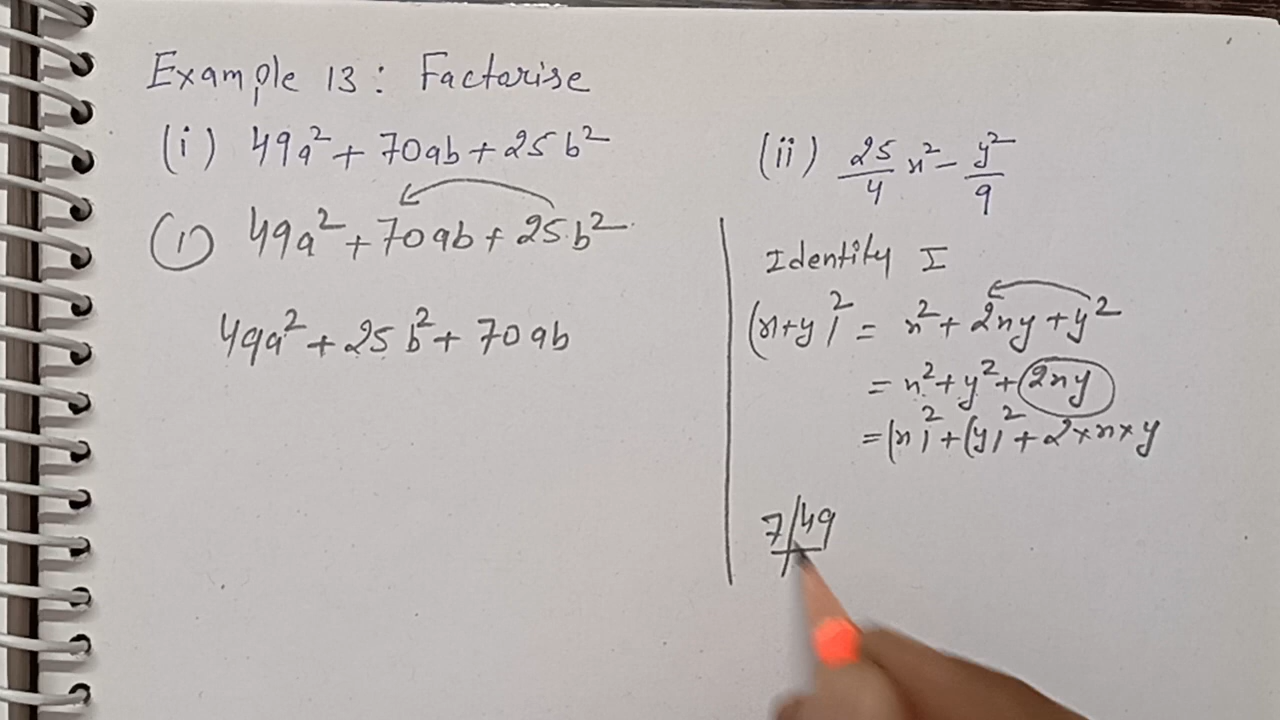 Example 13: Factorise
(i) 49a² + 70ab + 25b²
(ii) 25/4 x² - y²/9
(1) 49a² + 70ab + 25b²
49a² + 25b² + 70ab
Identity I
(x+y)² = x² + 2xy + y²
= x² + y² + 2xy
= (x)² + (y)² + 2×x×y
7 49